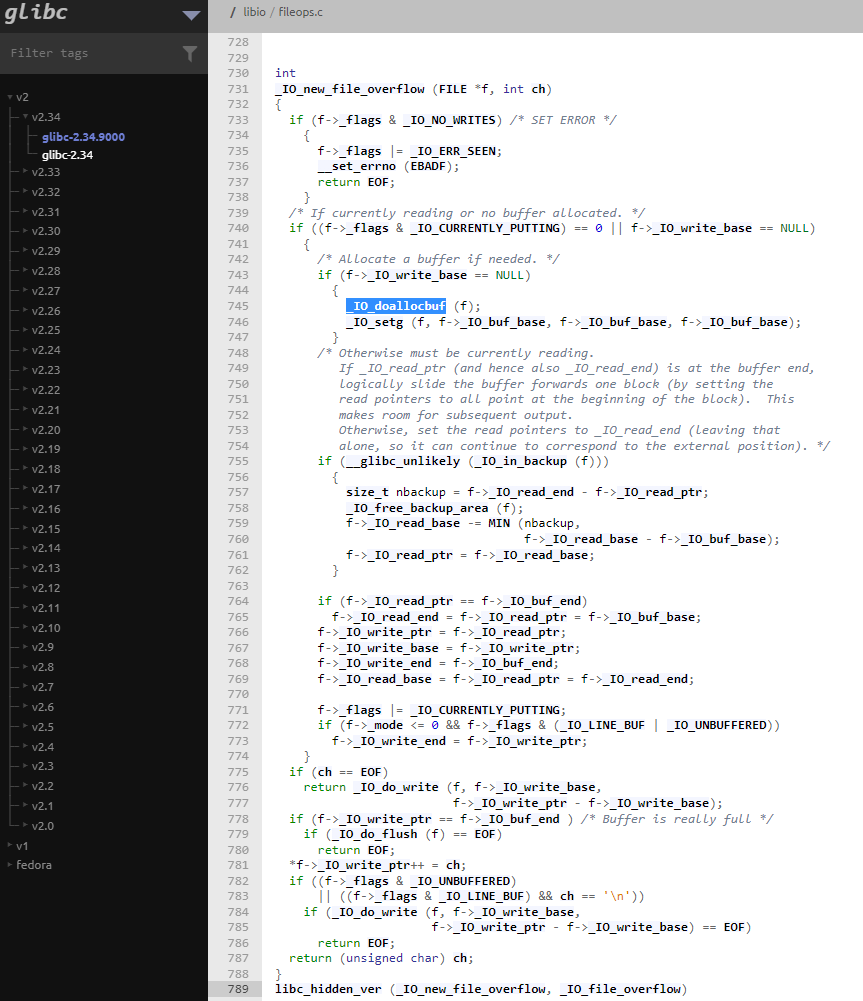 glibc
/ libio / fileops.c
Filter tags
v2
v2.34
glibc-2.34.9000
glibc-2.34
v2.33
v2.32
v2.31
v2.30
v2.29
v2.28
v2.27
v2.26
v2.25
v2.24
v2.23
v2.22
v2.21
v2.20
v2.19
v2.18
v2.17
v2.16
v2.15
v2.14
v2.13
v2.12
v2.11
v2.10
v2.9
v2.8
v2.7
v2.6
v2.5
v2.4
v2.3
v2.2
v2.1
v2.0
v1
fedora
728
729
730 int
731 _IO_new_file_overflow (FILE *f, int ch)
732 {
733   if (f->_flags & _IO_NO_WRITES) /* SET ERROR */
734     {
735       f->_flags |= _IO_ERR_SEEN;
736       __set_errno (EBADF);
737       return EOF;
738     }
739   /* If currently reading or no buffer allocated. */
740   if ((f->_flags & _IO_CURRENTLY_PUTTING) == 0 || f->_IO_write_base == NULL)
741     {
742       /* Allocate a buffer if needed. */
743       if (f->_IO_write_base == NULL)
744         {
745           _IO_doallocbuf (f);
746           _IO_setg (f, f->_IO_buf_base, f->_IO_buf_base, f->_IO_buf_base);
747         }
748       /* Otherwise must be currently reading.
749          If _IO_read_ptr (and hence also _IO_read_end) is at the buffer end,
750          logically slide the buffer forwards one block (by setting the
751          read pointers to all point at the beginning of the block).  This
752          makes room for subsequent output.
753          Otherwise, set the read pointers to _IO_read_end (leaving that
754          alone, so it can continue to correspond to the external position). */
755       if (__glibc_unlikely (_IO_in_backup (f)))
756         {
757           size_t nbackup = f->_IO_read_end - f->_IO_read_ptr;
758           _IO_free_backup_area (f);
759           f->_IO_read_base -= MIN (nbackup,
760                                    f->_IO_read_base - f->_IO_buf_base);
761           f->_IO_read_ptr = f->_IO_read_base;
762         }
763
764       if (f->_IO_read_ptr == f->_IO_buf_end)
765         f->_IO_read_end = f->_IO_read_ptr = f->_IO_buf_base;
766       f->_IO_write_ptr = f->_IO_read_ptr;
767       f->_IO_write_base = f->_IO_write_ptr;
768       f->_IO_write_end = f->_IO_buf_end;
769       f->_IO_read_base = f->_IO_read_ptr = f->_IO_read_end;
770
771       f->_flags |= _IO_CURRENTLY_PUTTING;
772       if (f->_mode <= 0 && f->_flags & (_IO_LINE_BUF | _IO_UNBUFFERED))
773         f->_IO_write_end = f->_IO_write_ptr;
774     }
775   if (ch == EOF)
776     return _IO_do_write (f, f->_IO_write_base,
777                          f->_IO_write_ptr - f->_IO_write_base);
778   if (f->_IO_write_ptr == f->_IO_buf_end ) /* Buffer is really full */
779     if (_IO_do_flush (f) == EOF)
780       return EOF;
781   *f->_IO_write_ptr++ = ch;
782   if ((f->_flags & _IO_UNBUFFERED)
783       || ((f->_flags & _IO_LINE_BUF) && ch == '\n'))
784     if (_IO_do_write (f, f->_IO_write_base,
785                       f->_IO_write_ptr - f->_IO_write_base) == EOF)
786       return EOF;
787   return (unsigned char) ch;
788 }
789 libc_hidden_ver (_IO_new_file_overflow, _IO_file_overflow)